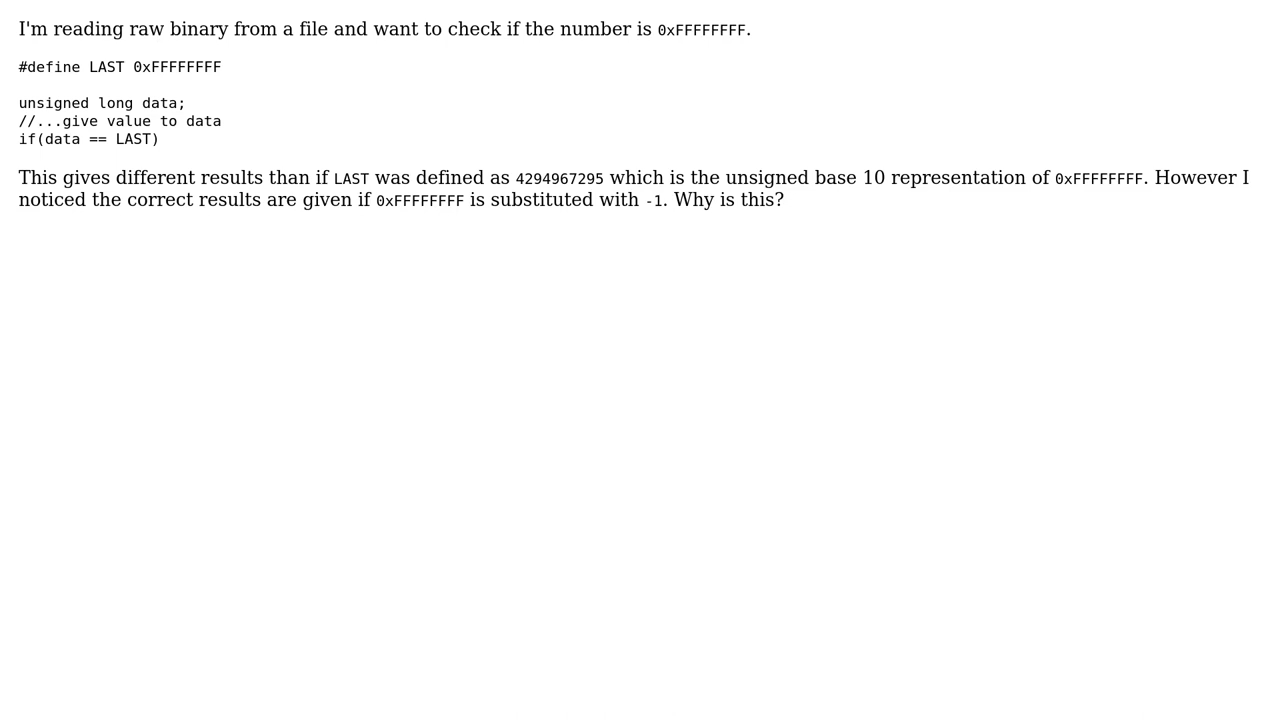 I'm reading raw binary from a file and want to check if the number is 0xFFFFFFFF.
#define LAST 0xFFFFFFFF
unsigned long data;
//...give value to data
if(data == LAST)
This gives different results than if LAST was defined as 4294967295 which is the unsigned base 10 representation of 0xFFFFFFFF. However I
noticed the correct results are given if 0xFFFFFFFF is substituted with -1. Why is this?